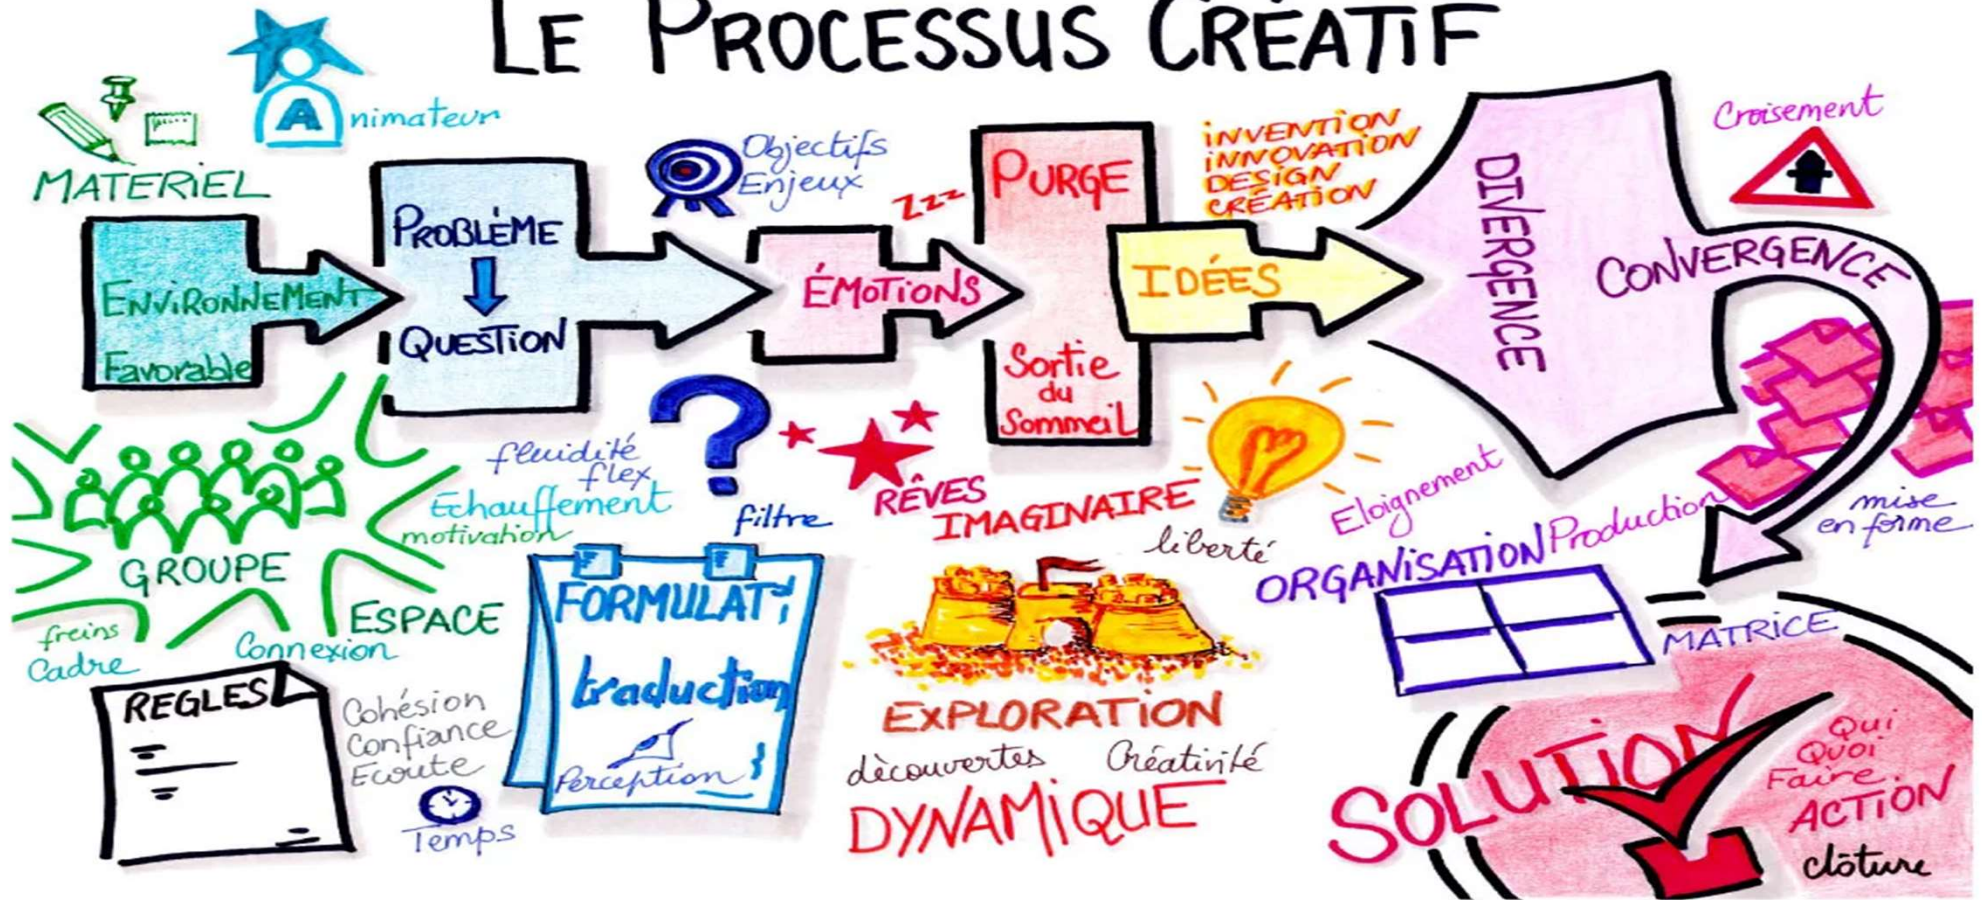 LE PROCESSUS CRÉATIF
Animateur
MATERIEL
ENVIRONNEMENT
Favorable
PROBLÈME
QUESTION
Objectifs
Enjeux
ÉMOTIONS
Zzzz
PURGE
Sortie
du
Sommeil
INVENTION
INNOVATION
DESIGN
CRÉATION
IDÉES
DIVERGENCE
CONVERGENCE
Croisement
GROUPE
freins
Cadre
Connexion
ESPACE
fluidité
flex
Echauffement
motivation
filtre
RÊVES
IMAGINAIRE
liberté
Eloignement
ORGANISATION
Production
mise
en forme
MATRICE
REGLES
Cohésion
Confiance
Ecoute
Temps
FORMULAT°
traduction
Perception
EXPLORATION
découvertes
Créativité
DYNAMIQUE
SOLUTION
Qui
Quoi
Faire
ACTION
clôture